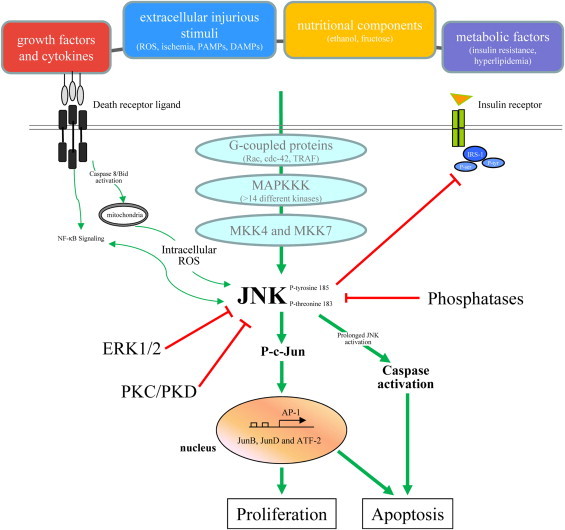 growth factors
and cytokines
extracellular injurious
stimuli
(ROS, ischemia, PAMPs, DAMPs)
nutritional components
(ethanol, fructose)
metabolic factors
(insulin resistance,
hyperlipidemia)
Death receptor ligand
Insulin receptor
G-coupled proteins
(Rac, cdc-42, TRAF)
IRS-1
Caspase 8/Bid
activation
MAPKKK
(>14 different kinases)
mitochondria
MKK4 and MKK7
NF-κB Signaling
Intracellular
ROS
JNK
P-tyrosine 185
P-threonine 183
Phosphatases
ERK1/2
Prolonged JNK
activation
P-c-Jun
Caspase
activation
PKC/PKD
AP-1
JunB, JunD and ATF-2
nucleus
Proliferation
Apoptosis